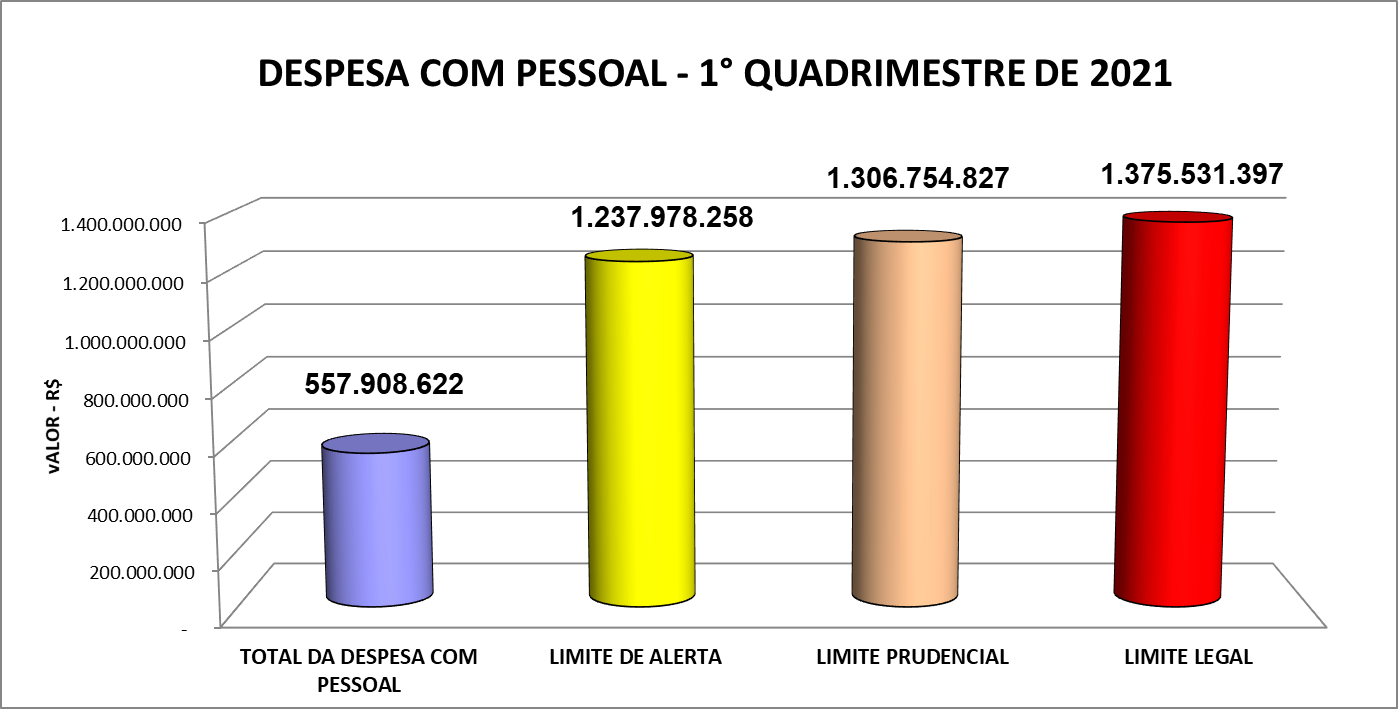 DESPESA COM PESSOAL - 1° QUADRIMESTRE DE 2021
1.375.531.397
1.306.754.827
1.237.978.258
557.908.622
1.400.000.000
1.200.000.000
1.000.000.000
800.000.000
600.000.000
400.000.000
200.000.000
-
vALOR - R$
TOTAL DA DESPESA COM
PESSOAL
LIMITE DE ALERTA
LIMITE PRUDENCIAL
LIMITE LEGAL